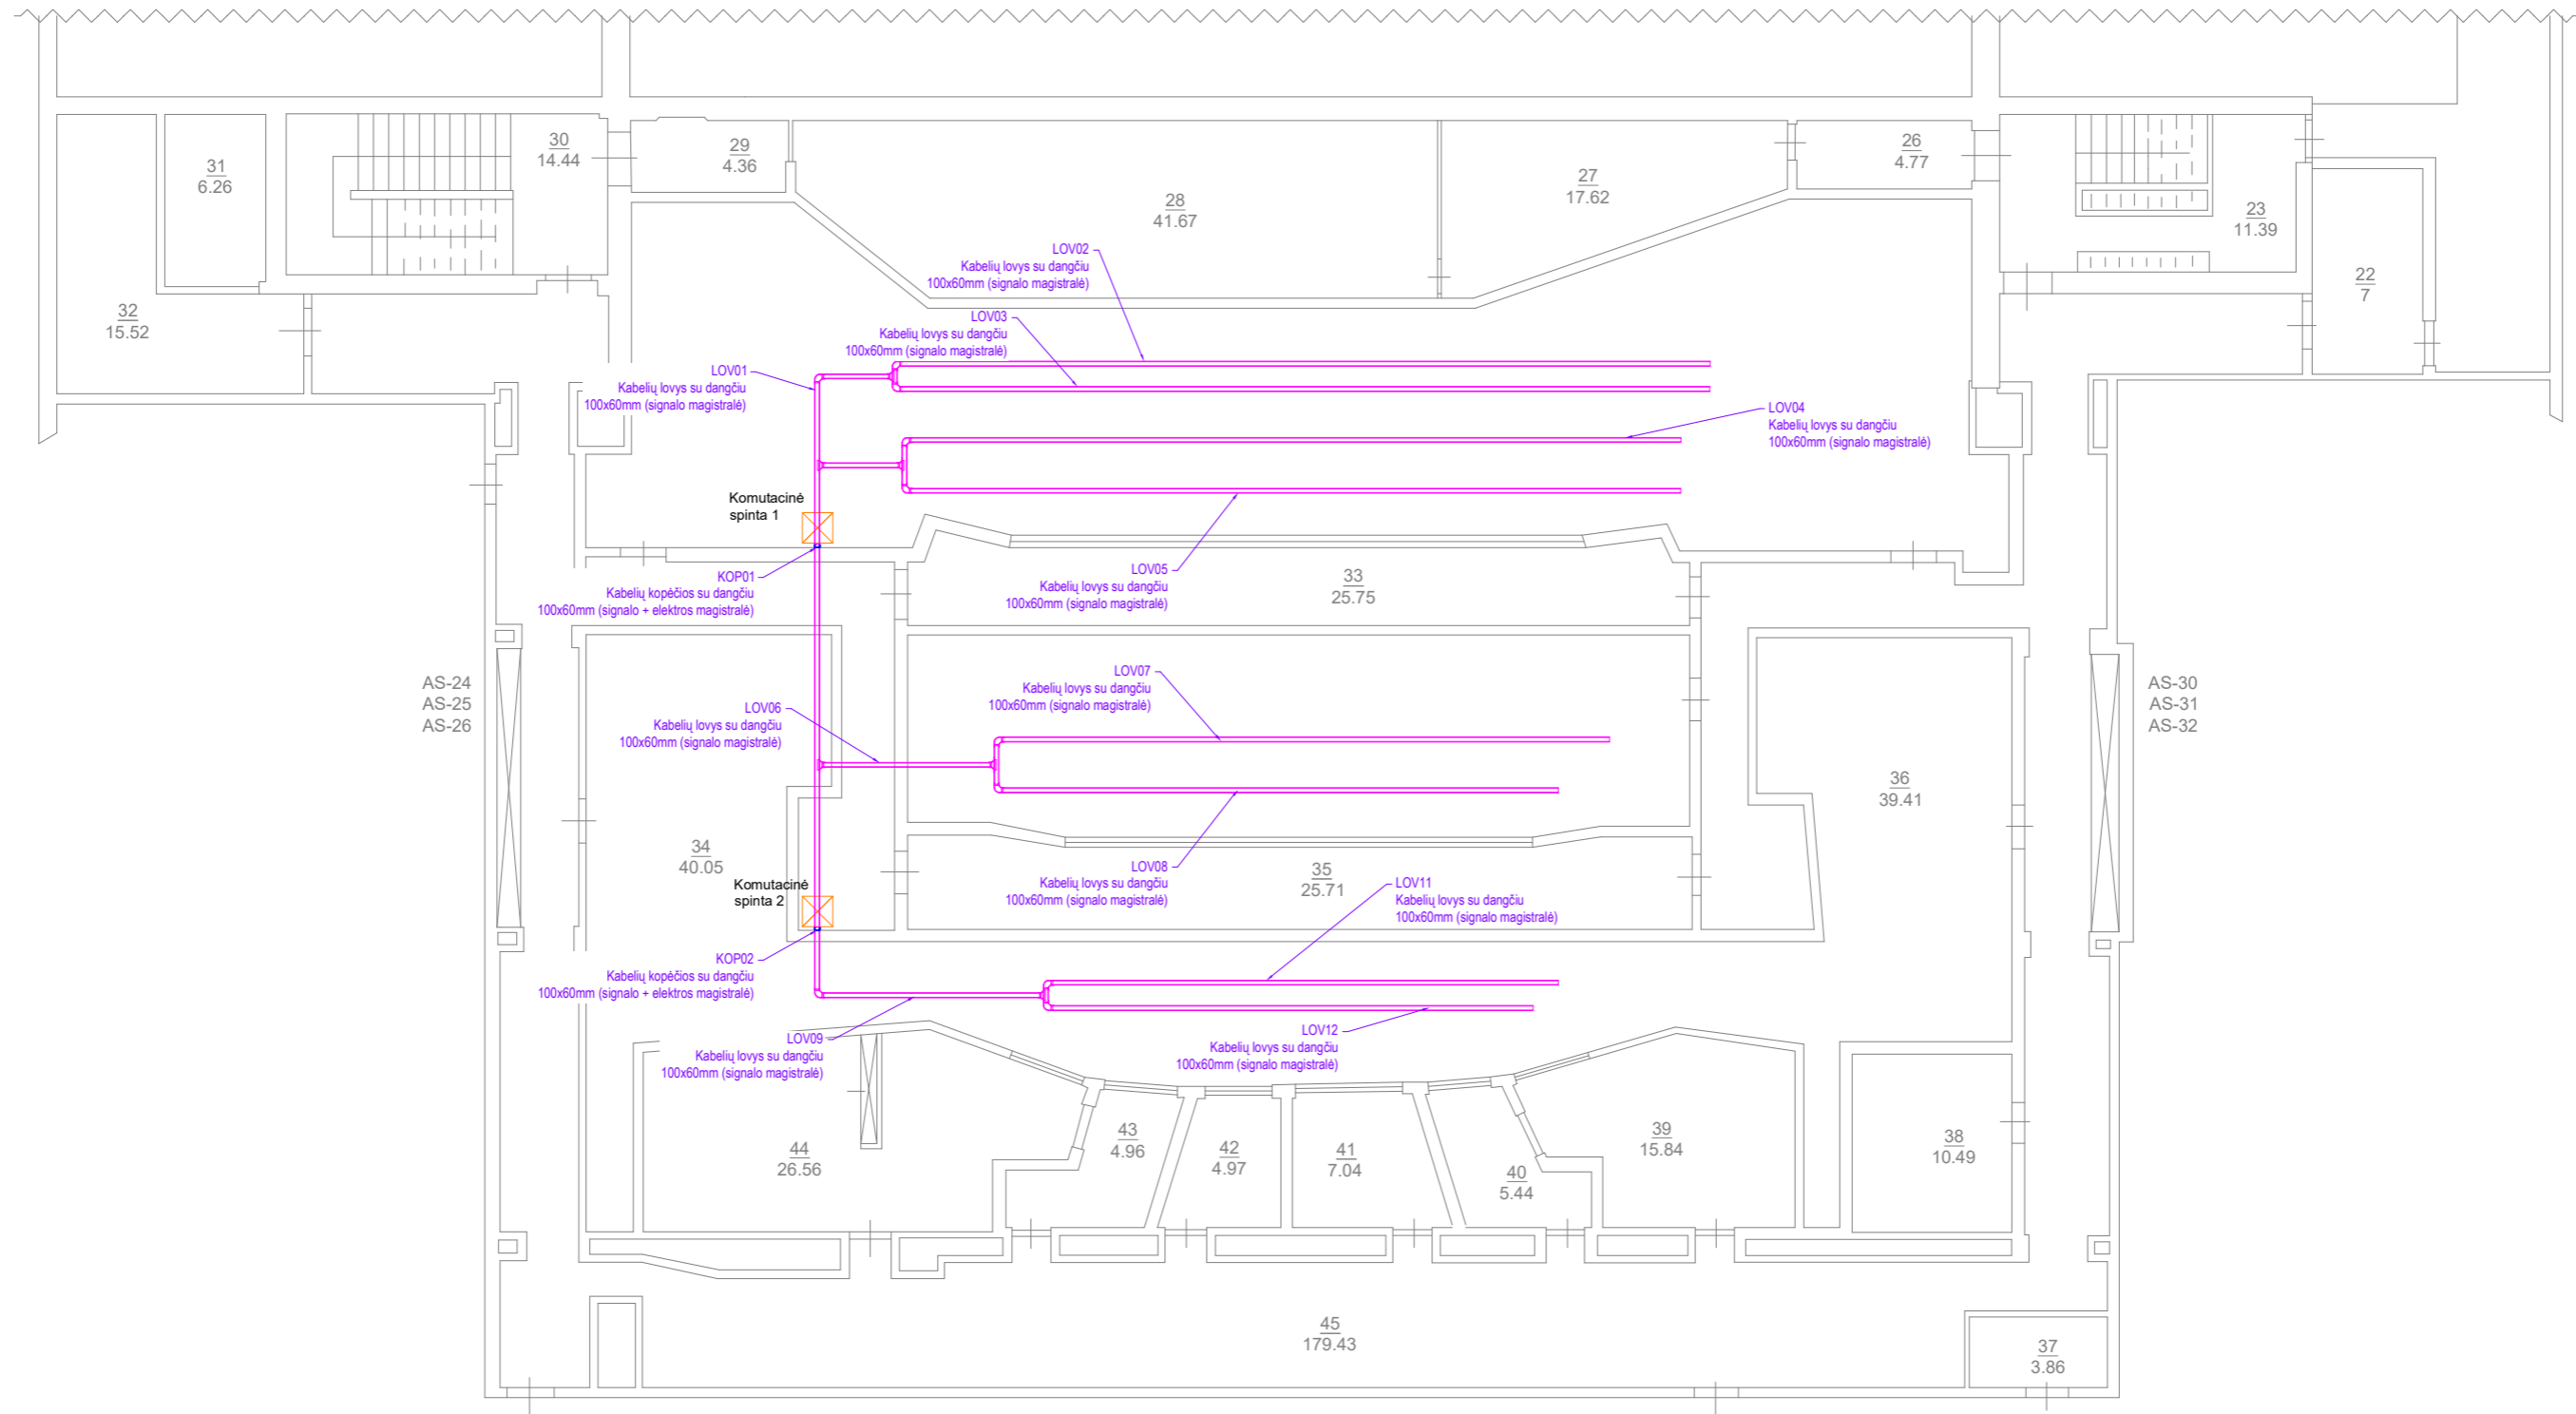 31
6.26
30
14.44
29
4.36
28
41.67
27
17.62
26
4.77
23
11.39
22
7
32
15.52
LOV02
Kabelių lovys su dangčiu
100x60mm (signalo magistralė)
LOV03
Kabelių lovys su dangčiu
100x60mm (signalo magistralė)
LOV01
Kabelių lovys su dangčiu
100x60mm (signalo magistralė)
LOV04
Kabelių lovys su dangčiu
100x60mm (signalo magistralė)
Komutacinė
spinta 1
KOP01
Kabelių kopėčios su dangčiu
100x60mm (signalo + elektros magistralė)
LOV05
Kabelių lovys su dangčiu
100x60mm (signalo magistralė)
33
25.75
AS-24
AS-25
AS-26
LOV07
Kabelių lovys su dangčiu
100x60mm (signalo magistralė)
LOV06
Kabelių lovys su dangčiu
100x60mm (signalo magistralė)
AS-30
AS-31
AS-32
36
39.41
34
40.05
LOV08
Kabelių lovys su dangčiu
100x60mm (signalo magistralė)
35
25.71
LOV11
Kabelių lovys su dangčiu
100x60mm (signalo magistralė)
Komutacinė
spinta 2
KOP02
Kabelių kopėčios su dangčiu
100x60mm (signalo + elektros magistralė)
LOV09
Kabelių lovys su dangčiu
100x60mm (signalo magistralė)
LOV12
Kabelių lovys su dangčiu
100x60mm (signalo magistralė)
44
26.56
43
4.96
42
4.97
41
7.04
40
5.44
39
15.84
38
10.49
45
179.43
37
3.86